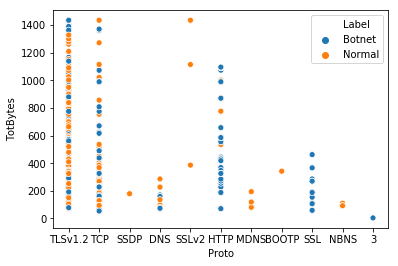 Label
Botnet
Normal
1400
1200
1000
800
600
400
200
0
TotBytes
TLSv1.2 TCP SSDP DNS SSLv2 HTTP MDNS BOOTP SSL NBNS 3
Proto